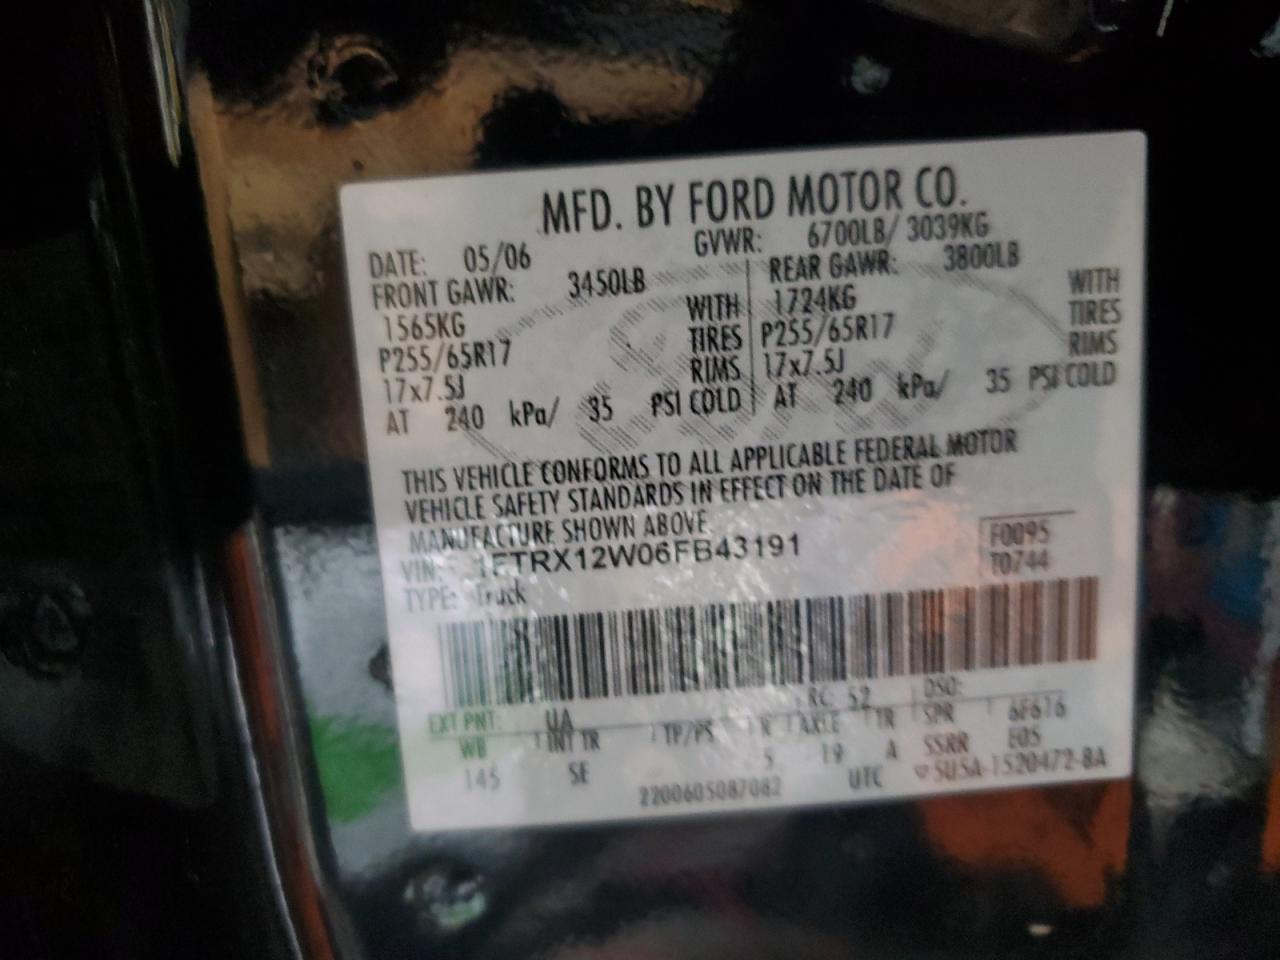 MFD. BY FORD MOTOR CO.
DATE: 05/06 GVWR: 6700LB/ 3039KG
FRONT GAWR: 3450LB REAR GAWR: 3800LB
1565KG WITH 1724KG WITH
P255/65R17 TIRES P255/65R17 TIRES
17x7.5J RIMS 17x7.5J RIMS
AT 240 kPa/ 35 PSI COLD AT 240 kPa/ 35 PSI COLD
THIS VEHICLE CONFORMS TO ALL APPLICABLE FEDERAL MOTOR
VEHICLE SAFETY STANDARDS IN EFFECT ON THE DATE OF
MANUFACTURE SHOWN ABOVE.
VIN: 1FTRX12W06FB43191 F0095
TYPE: Truck T0744
EXT PNT: UA RC: 52 DSO:
WB INT TR TP/PS R AXLE TR SPR 6F616
145 SE 5 19 A SSRR E05
2200605087082 UTC ▽5U5A-1520472-BA